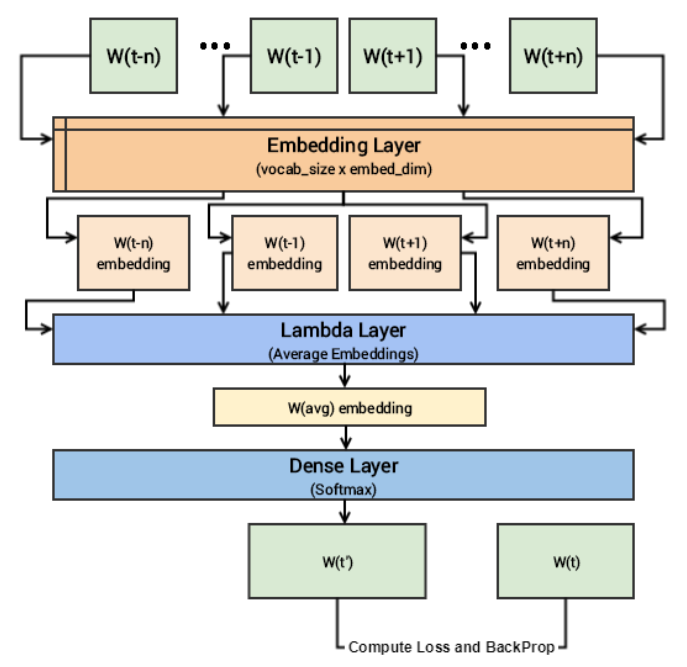 W(t-n) ••• W(t-1) W(t+1) ••• W(t+n)
Embedding Layer
(vocab_size x embed_dim)
W(t-n) W(t-1) W(t+1) W(t+n)
embedding embedding embedding embedding
Lambda Layer
(Average Embeddings)
W(avg) embedding
Dense Layer
(Softmax)
W(t') W(t)
Compute Loss and BackProp